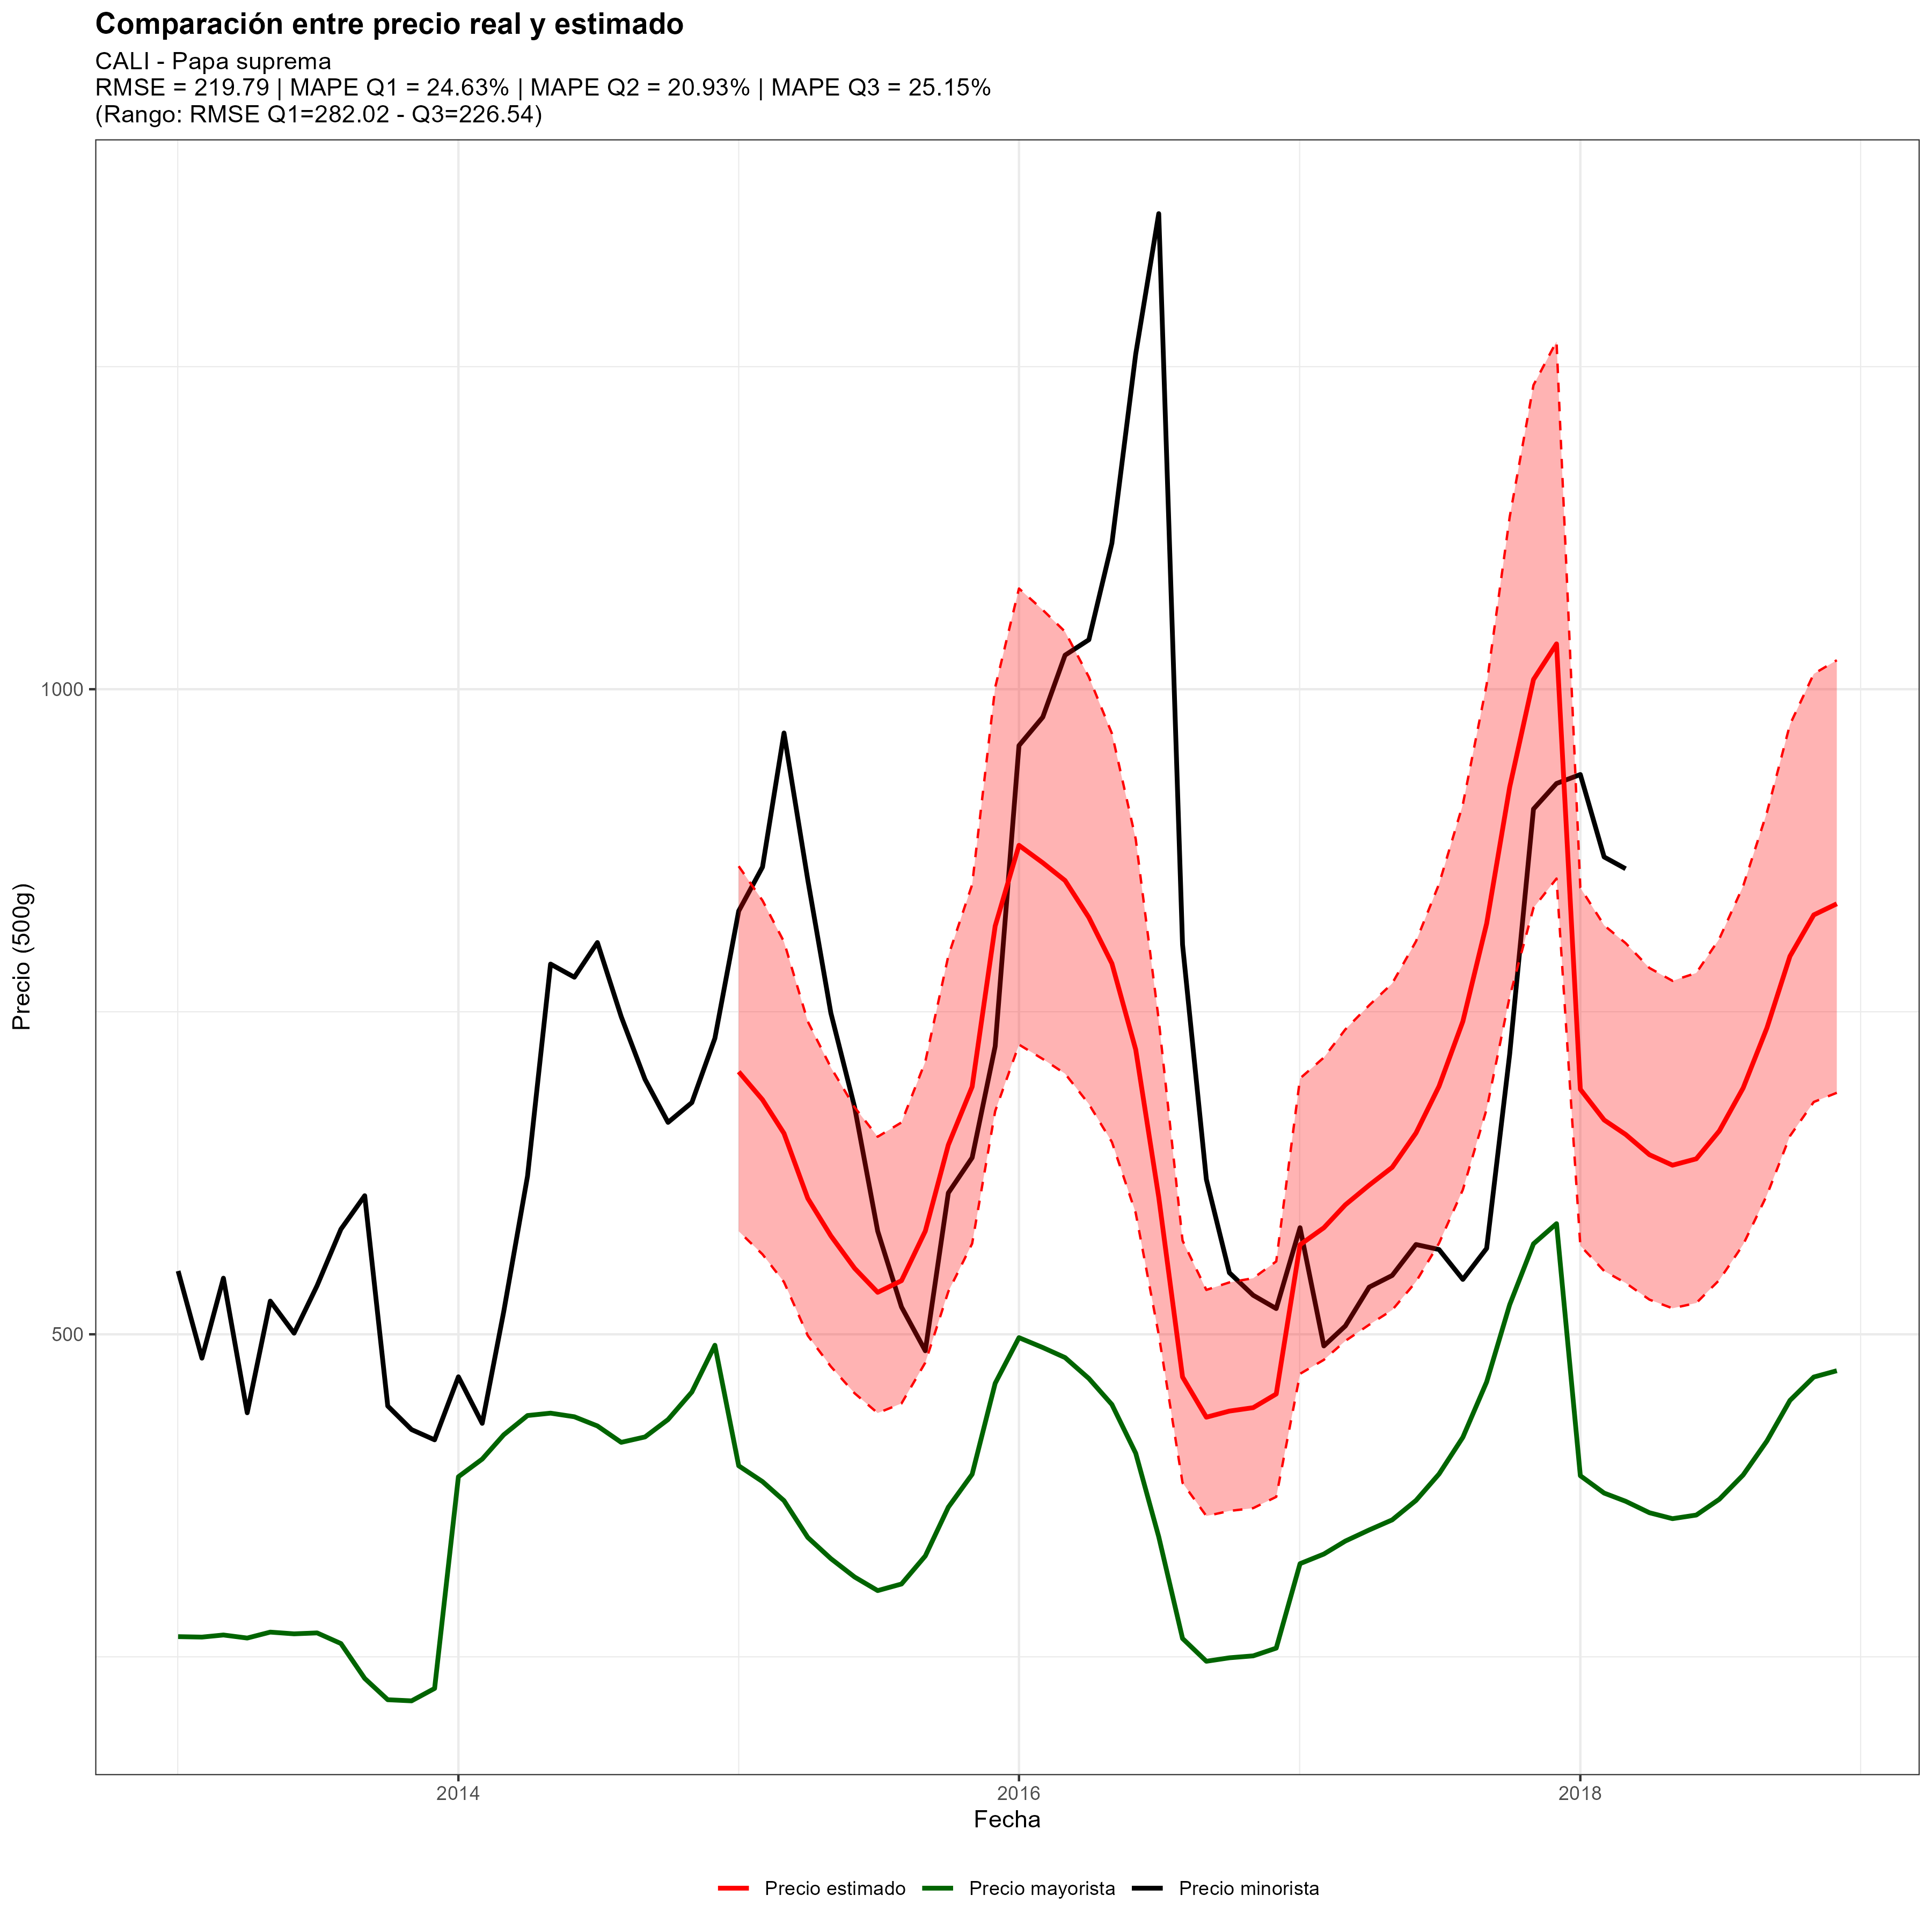 Comparación entre precio real y estimado
CALI - Papa suprema
RMSE = 219.79 | MAPE Q1 = 24.63% | MAPE Q2 = 20.93% | MAPE Q3 = 25.15%
(Rango: RMSE Q1=282.02 - Q3=226.54)
Precio (500g)
1000
500
2014
2016
2018
Fecha
Precio estimado
Precio mayorista
Precio minorista